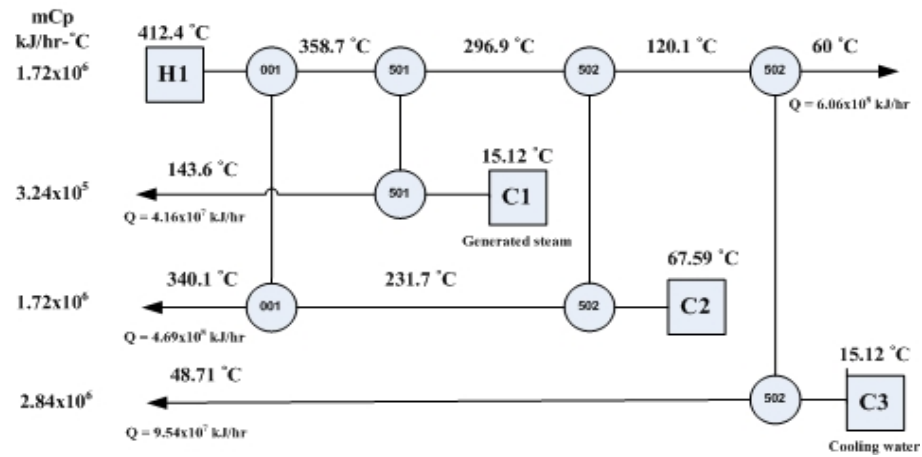 mCp
kJ/hr-°C
412.4 °C
358.7 °C
296.9 °C
120.1 °C
60 °C
1.72x10⁶
H1
001
501
502
502
Q = 6.06x10⁸ kJ/hr
143.6 °C
15.12 °C
3.24x10⁵
501
C1
Q = 4.16x10⁷ kJ/hr
Generated steam
340.1 °C
231.7 °C
67.59 °C
1.72x10⁶
001
502
C2
Q = 4.69x10⁸ kJ/hr
48.71 °C
15.12 °C
2.84x10⁶
502
C3
Q = 9.54x10⁷ kJ/hr
Cooling water